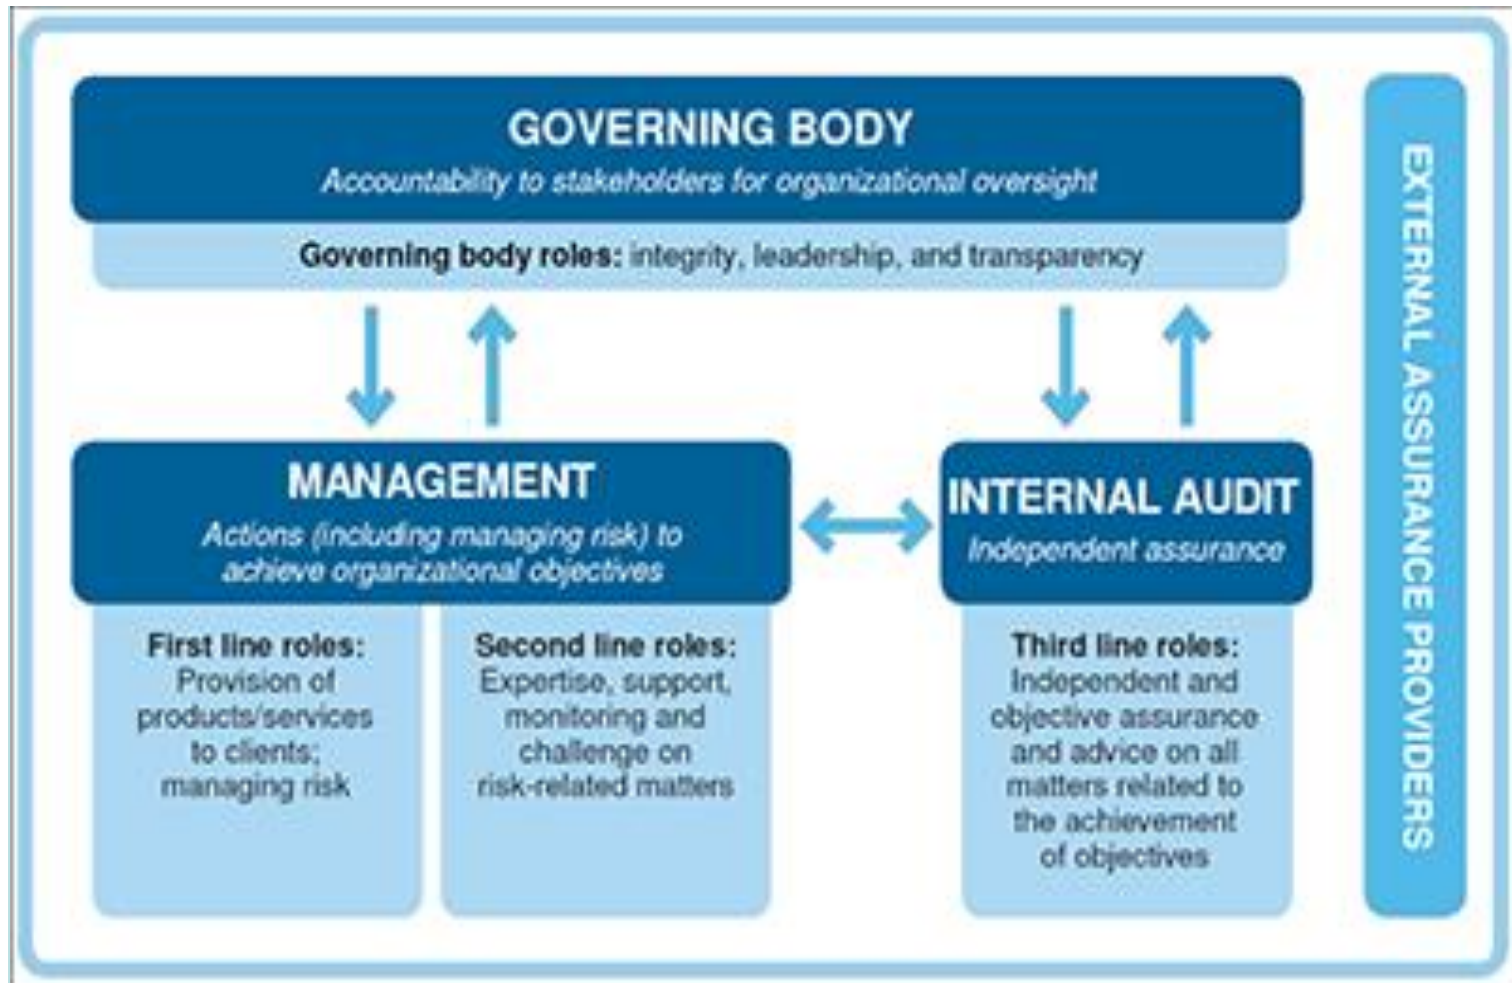 GOVERNING BODY
Accountability to stakeholders for organizational oversight
Governing body roles: integrity, leadership, and transparency
MANAGEMENT
Actions (including managing risk) to
achieve organizational objectives
First line roles:
Provision of
products/services
to clients;
managing risk
Second line roles:
Expertise, support,
monitoring and
challenge on
risk-related matters
INTERNAL AUDIT
Independent assurance
Third line roles:
Independent and
objective assurance
and advice on all
matters related to
the achievement
of objectives
EXTERNAL ASSURANCE PROVIDERS